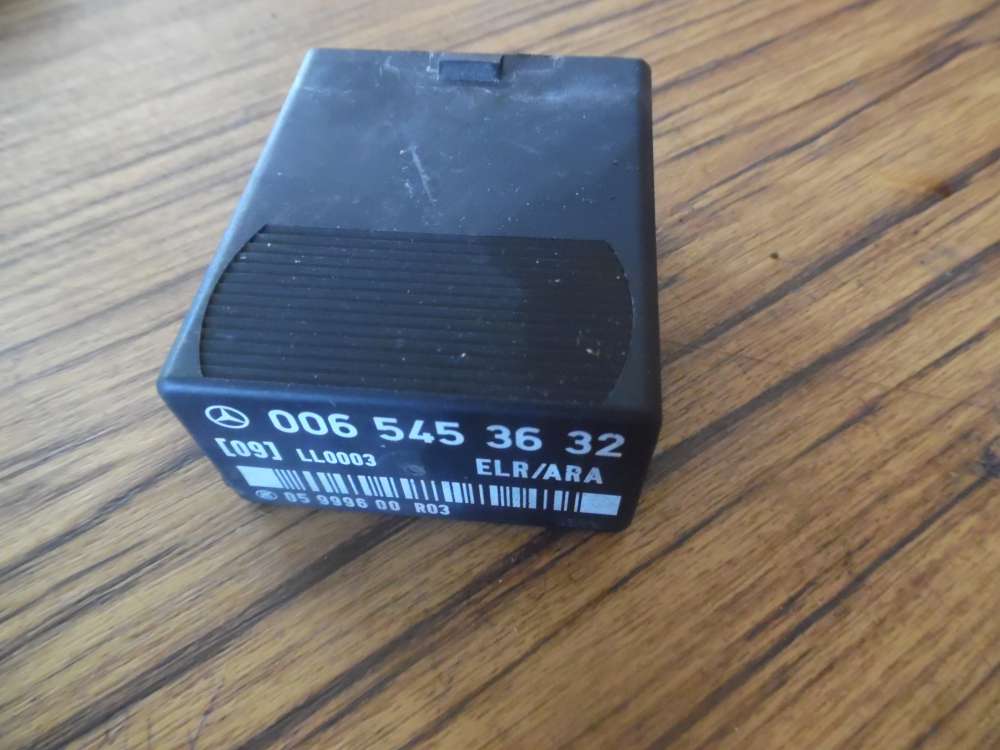 006 545 36 32
[09] LL0003 ELR/ARA
05 9996 00 R03